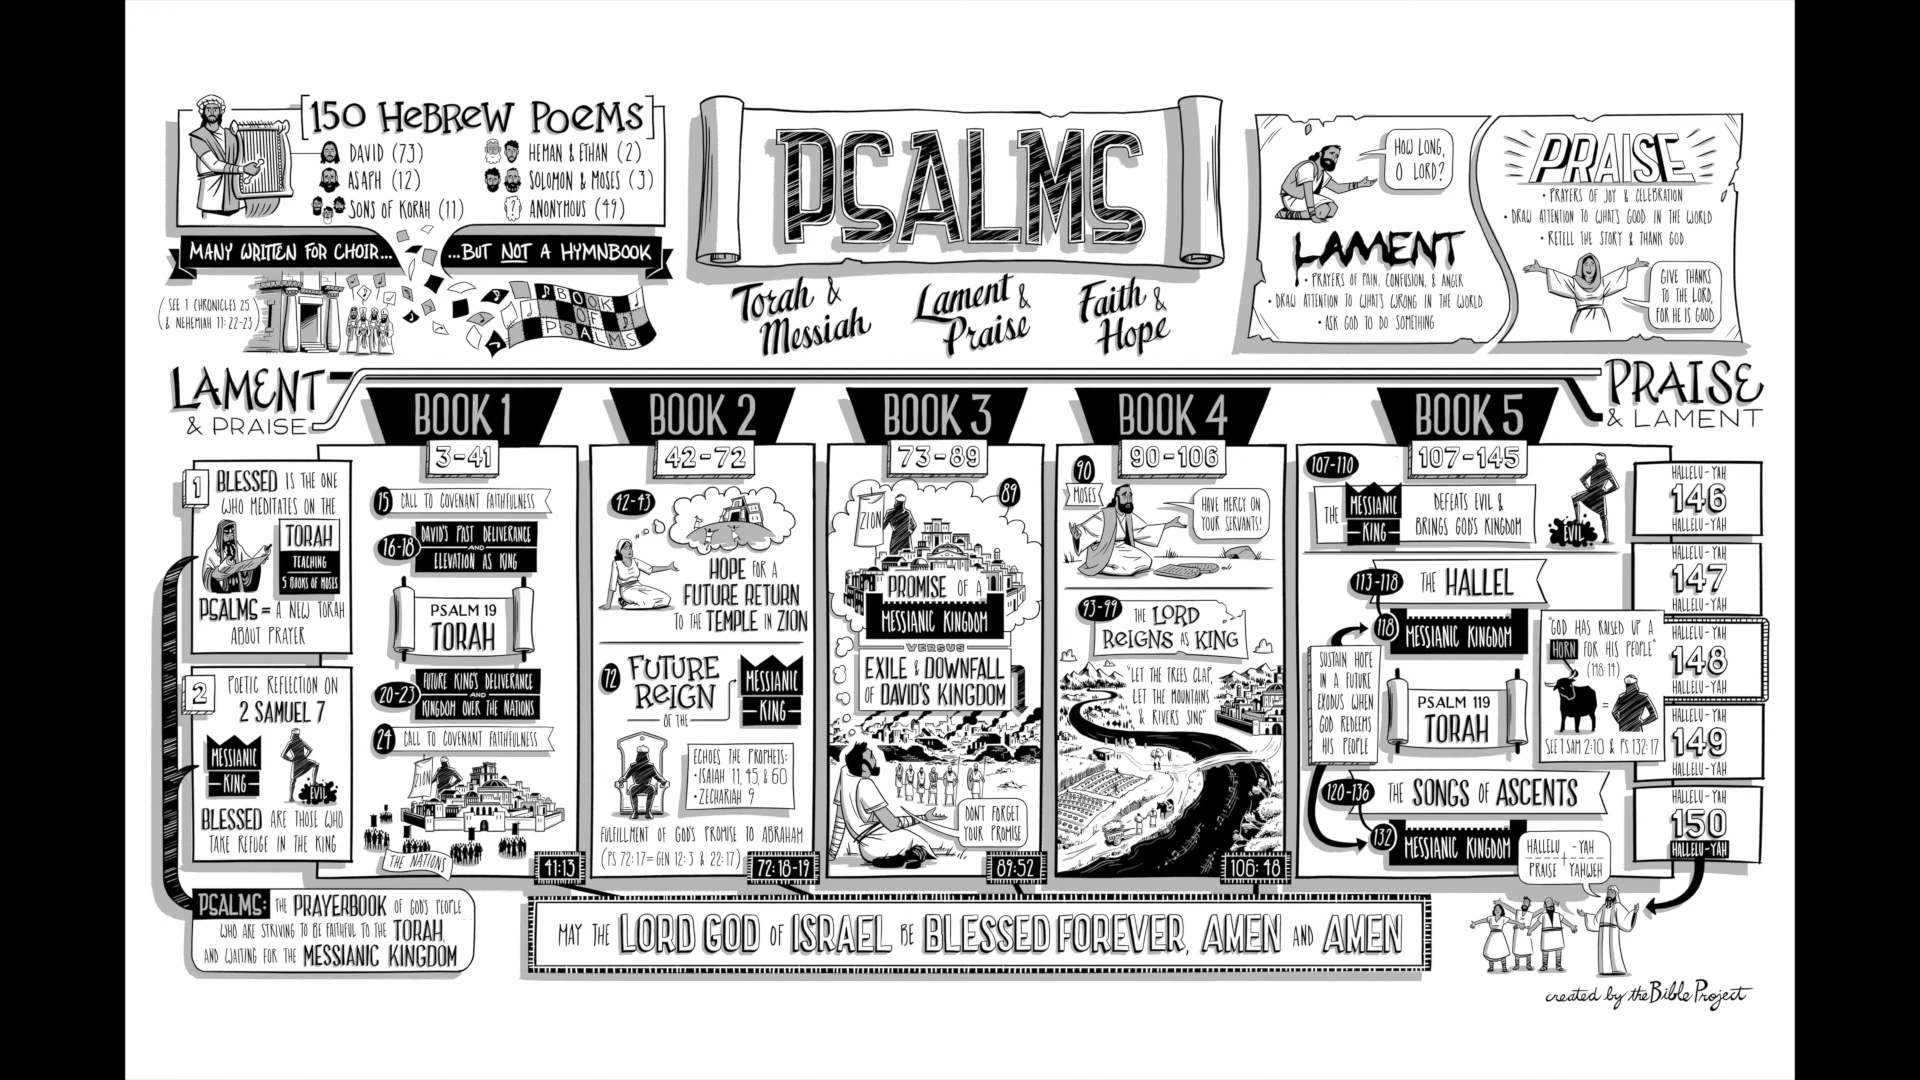 [150 HEBREW POEMS]
DAVID (73)
ASAPH (12)
SONS OF KORAH (11)
HEMAN & ETHAN (2)
SOLOMON & MOSES (3)
?
ANONYMOUS (49)
MANY WRITTEN FOR CHOIR...
...BUT NOT A HYMNBOOK
(SEE 1 CHRONICLES 25
& NEHEMIAH 11:22-23)
BOOK
OF
PSALMS
PSALMS
Torah &
Messiah
Lament &
Praise
Faith &
Hope
HOW LONG,
O LORD?
LAMENT
• PRAYERS OF PAIN, CONFUSION, & ANGER
• DRAW ATTENTION TO WHAT'S WRONG IN THE WORLD
• ASK GOD TO DO SOMETHING
PRAISE
• PRAYERS OF JOY & CELEBRATION
• DRAW ATTENTION TO WHAT'S GOOD IN THE WORLD
• RETELL THE STORY & THANK GOD
GIVE THANKS
TO THE LORD,
FOR HE IS GOOD
LAMENT
& PRAISE
PRAISE
& LAMENT
1
BLESSED IS THE ONE
WHO MEDITATES ON THE
TORAH
TEACHING
5 BOOKS OF MOSES
PSALMS = A NEW TORAH
ABOUT PRAYER
2
POETIC REFLECTION ON
2 SAMUEL 7
MESSIANIC
KING
EVIL
BLESSED ARE THOSE WHO
TAKE REFUGE IN THE KING
PSALMS: THE PRAYERBOOK OF GOD'S PEOPLE
WHO ARE STRIVING TO BE FAITHFUL TO THE TORAH
AND WAITING FOR THE MESSIANIC KINGDOM
BOOK 1
3-41
15 CALL TO COVENANT FAITHFULNESS
16-18
DAVID'S PAST DELIVERANCE
AND
ELEVATION AS KING
PSALM 19
TORAH
20-23
FUTURE KING'S DELIVERANCE
AND
KINGDOM OVER THE NATIONS
24 CALL TO COVENANT FAITHFULNESS
ZION
THE NATIONS
41:13
BOOK 2
42-72
42-43
HOPE FOR A
FUTURE RETURN
TO THE TEMPLE IN ZION
72
FUTURE
REIGN
OF THE
MESSIANIC
KING
ECHOES THE PROPHETS:
• ISAIAH 11, 45, & 60
• ZECHARIAH 9
FULFILLMENT OF GOD'S PROMISE TO ABRAHAM
(PS 72:17 = GEN 12:3 & 22:17)
72:18-19
BOOK 3
73-89
89
ZION
PROMISE OF A
MESSIANIC KINGDOM
VERSUS
EXILE & DOWNFALL
OF DAVID'S KINGDOM
DON'T FORGET
YOUR PROMISE
89:52
BOOK 4
90-106
90
MOSES
HAVE MERCY ON
YOUR SERVANTS!
93-99
THE LORD
REIGNS AS KING
"LET THE TREES CLAP,
LET THE MOUNTAINS
& RIVERS SING"
106:48
BOOK 5
107-145
107-110
THE MESSIANIC KING
DEFEATS EVIL &
BRINGS GOD'S KINGDOM
EVIL
113-118 THE HALLEL
118 MESSIANIC KINGDOM
SUSTAIN HOPE
IN A FUTURE
EXODUS WHEN
GOD REDEEMS
HIS PEOPLE
PSALM 119
TORAH
120-136 THE SONGS OF ASCENTS
132 MESSIANIC KINGDOM
"GOD HAS RAISED UP A
HORN FOR HIS PEOPLE"
(148:14)
=
SEE 1 SAM 2:10 & PS 132:17
HALLELU-YAH
146
HALLELU-YAH
HALLELU-YAH
147
HALLELU-YAH
HALLELU-YAH
148
HALLELU-YAH
HALLELU-YAH
149
HALLELU-YAH
HALLELU-YAH
150
HALLELU-YAH
HALLELU + -YAH
PRAISE YAHWEH
MAY THE LORD GOD OF ISRAEL BE BLESSED FOREVER, AMEN AND AMEN
created by the Bible Project